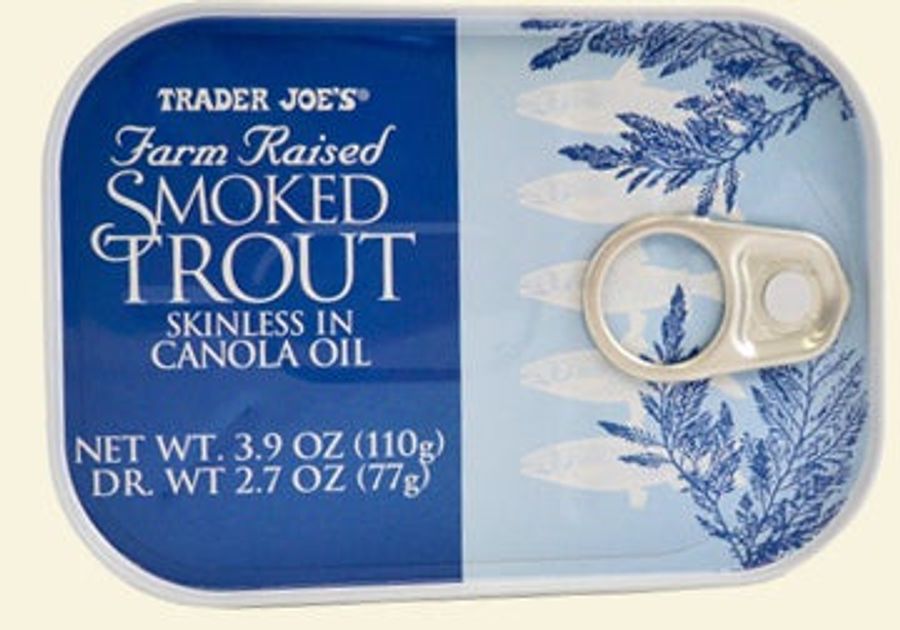 TRADER JOE'S®
Farm Raised
SMOKED
TROUT
SKINLESS IN
CANOLA OIL
NET WT. 3.9 OZ (110g)
DR. WT 2.7 OZ (77g)